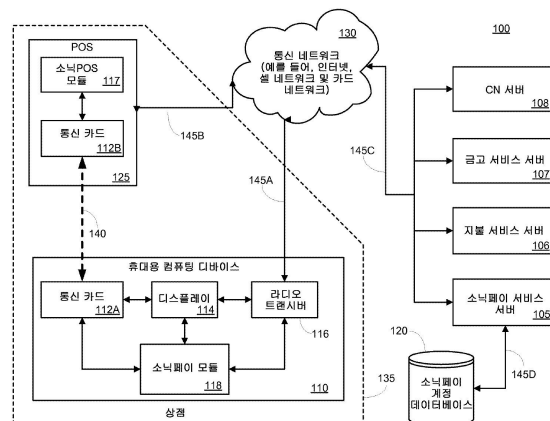 POS
소닉POS
모듈 117
통신 카드
112B
125
140
145B
통신 네트워크 130
(예를 들어, 인터넷,
셀 네트워크 및 카드
네트워크)
145A
145C
100
CN 서버
108
금고 서비스 서버
107
지불 서비스 서버
106
소닉페이 서비스
서버 105
120
145D
소닉페이
계정
데이터베이스
휴대용 컴퓨팅 디바이스
통신 카드
112A
디스플레이
114
라디오
트랜시버
116
소닉페이 모듈
118
110
135
상점